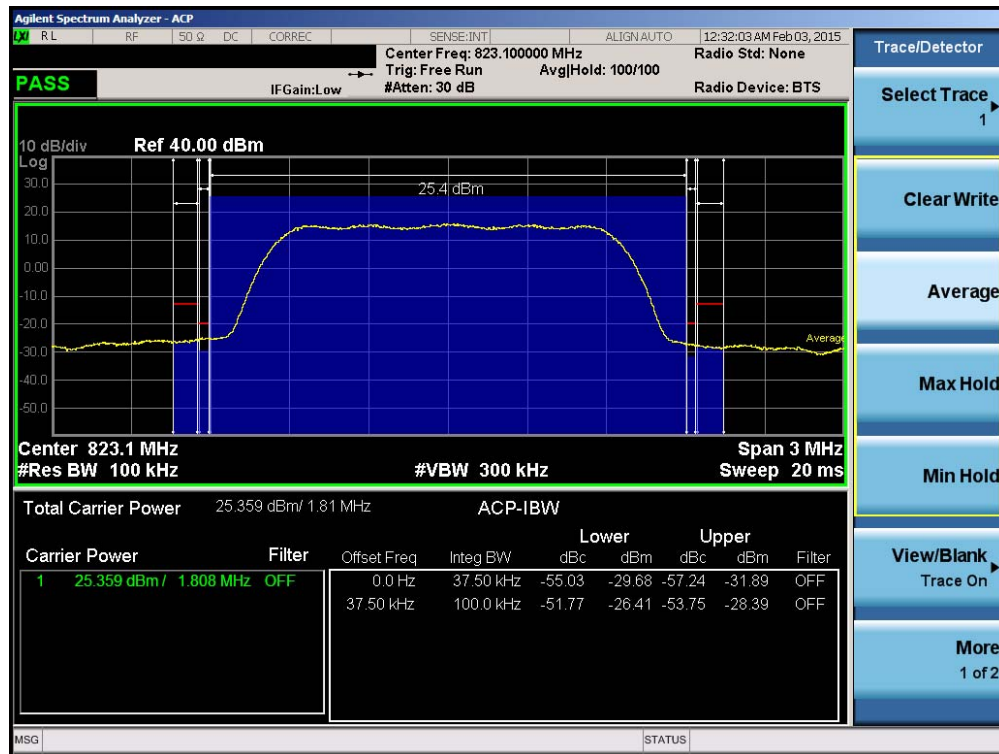 Agilent Spectrum Analyzer - ACP
LXI RL RF 50 Ω DC CORREC SENSE:INT ALIGN AUTO 12:32:03 AM Feb 03, 2015
Center Freq: 823.100000 MHz Radio Std: None
Trig: Free Run Avg|Hold: 100/100
PASS IFGain:Low #Atten: 30 dB Radio Device: BTS
10 dB/div Ref 40.00 dBm
Log
30.0
25.4 dBm
20.0
10.0
0.00
-10.0
-20.0
Average
-30.0
-40.0
-50.0
Center 823.1 MHz Span 3 MHz
#Res BW 100 kHz #VBW 300 kHz Sweep 20 ms
Total Carrier Power 25.359 dBm/ 1.81 MHz ACP-IBW
Lower Upper
Carrier Power Filter Offset Freq Integ BW dBc dBm dBc dBm Filter
1 25.359 dBm / 1.808 MHz OFF 0.0 Hz 37.50 kHz -55.03 -29.68 -57.24 -31.89 OFF
37.50 kHz 100.0 kHz -51.77 -26.41 -53.75 -28.39 OFF
MSG STATUS
Trace/Detector
Select Trace
1
Clear Write
Average
Max Hold
Min Hold
View/Blank
Trace On
More
1 of 2